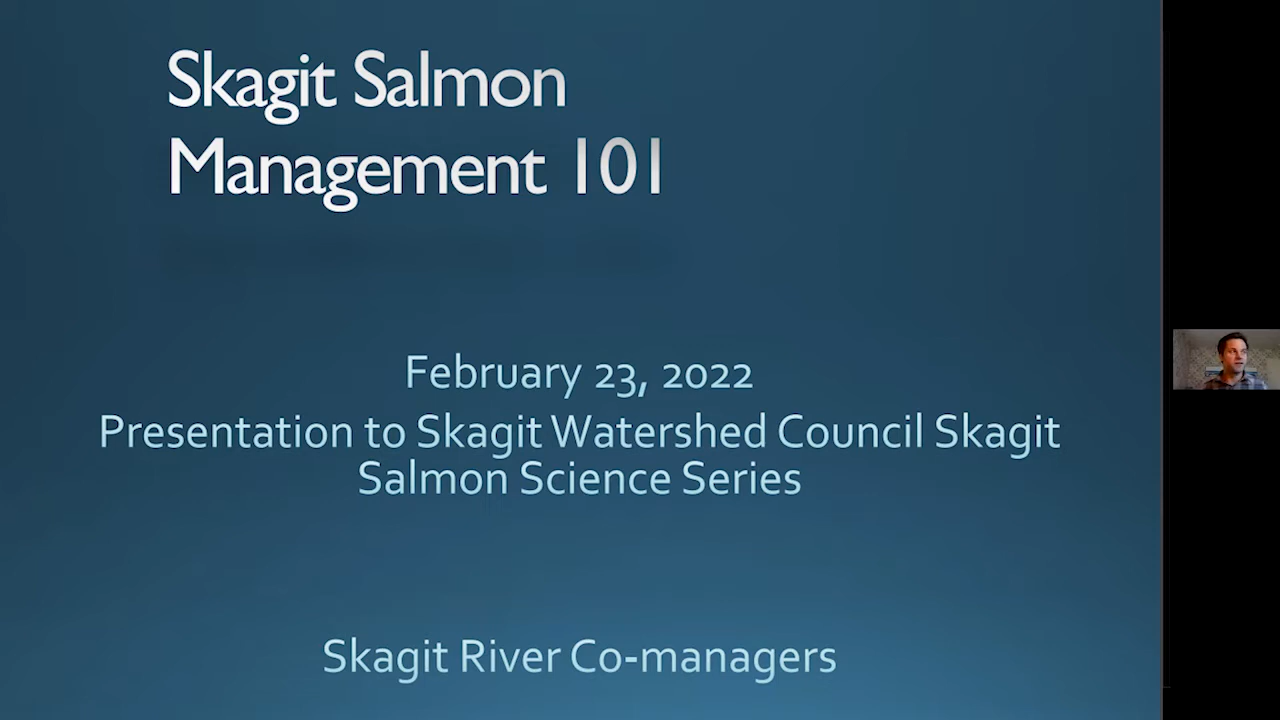 Skagit Salmon
Management 101
February 23, 2022
Presentation to Skagit Watershed Council Skagit
Salmon Science Series
Skagit River Co-managers